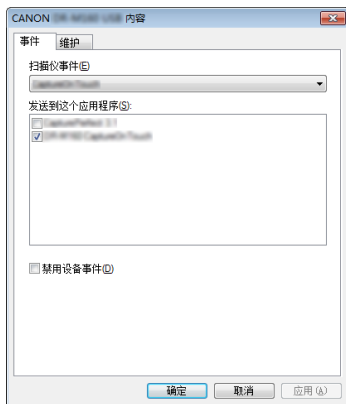 CANON 内容
事件 维护
扫描仪事件(E)
发送到这个应用程序(S):
禁用设备事件(D)
确定 取消 应用(A)